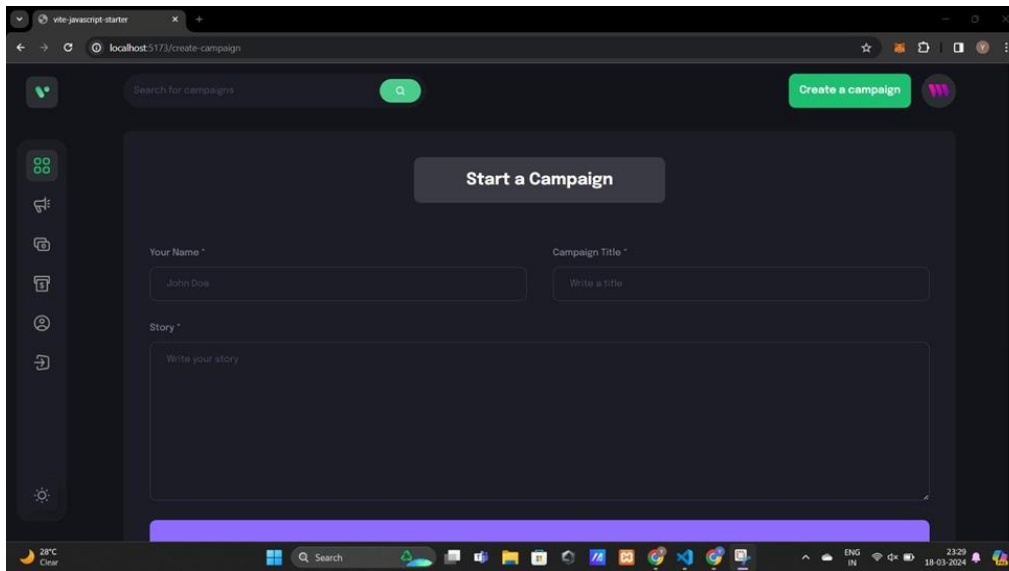 vite-javascript-starter
localhost:5173/create-campaign
Search for campaigns
Create a campaign
Start a Campaign
Your Name *
Campaign Title *
John Doe
Write a title
Story *
Write your story
28°C
Clear
Search
ENG
IN
23:29
18-03-2024